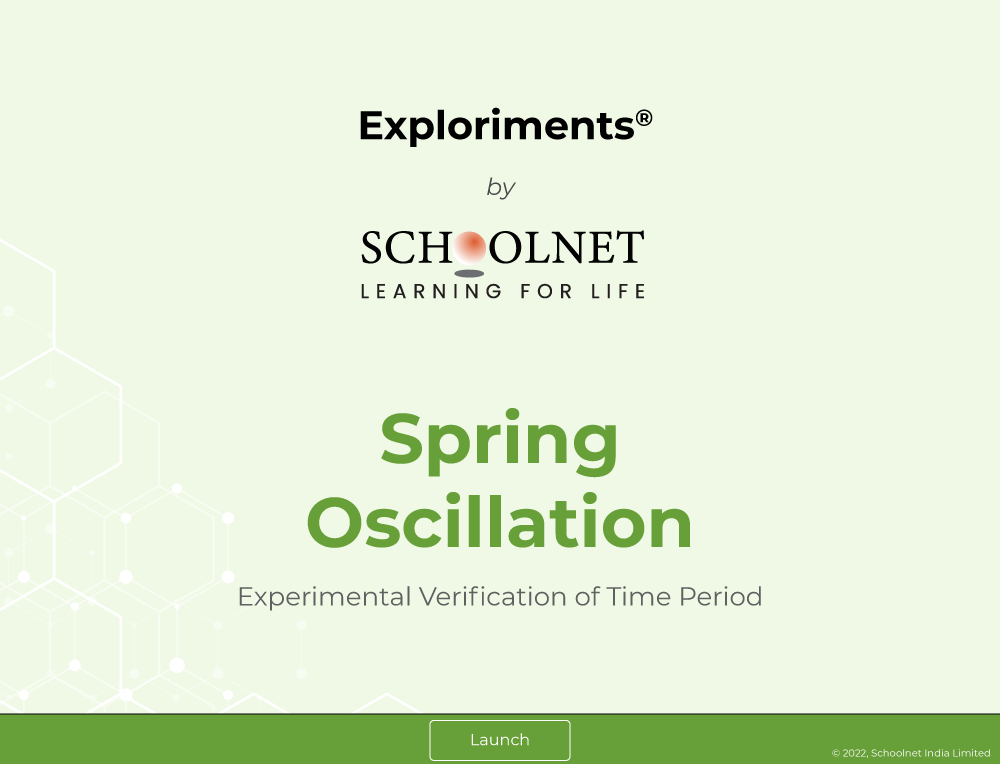 Exploriments®
by
SCHOOLNET
LEARNING FOR LIFE
Spring
Oscillation
Experimental Verification of Time Period
Launch
© 2022, Schoolnet India Limited